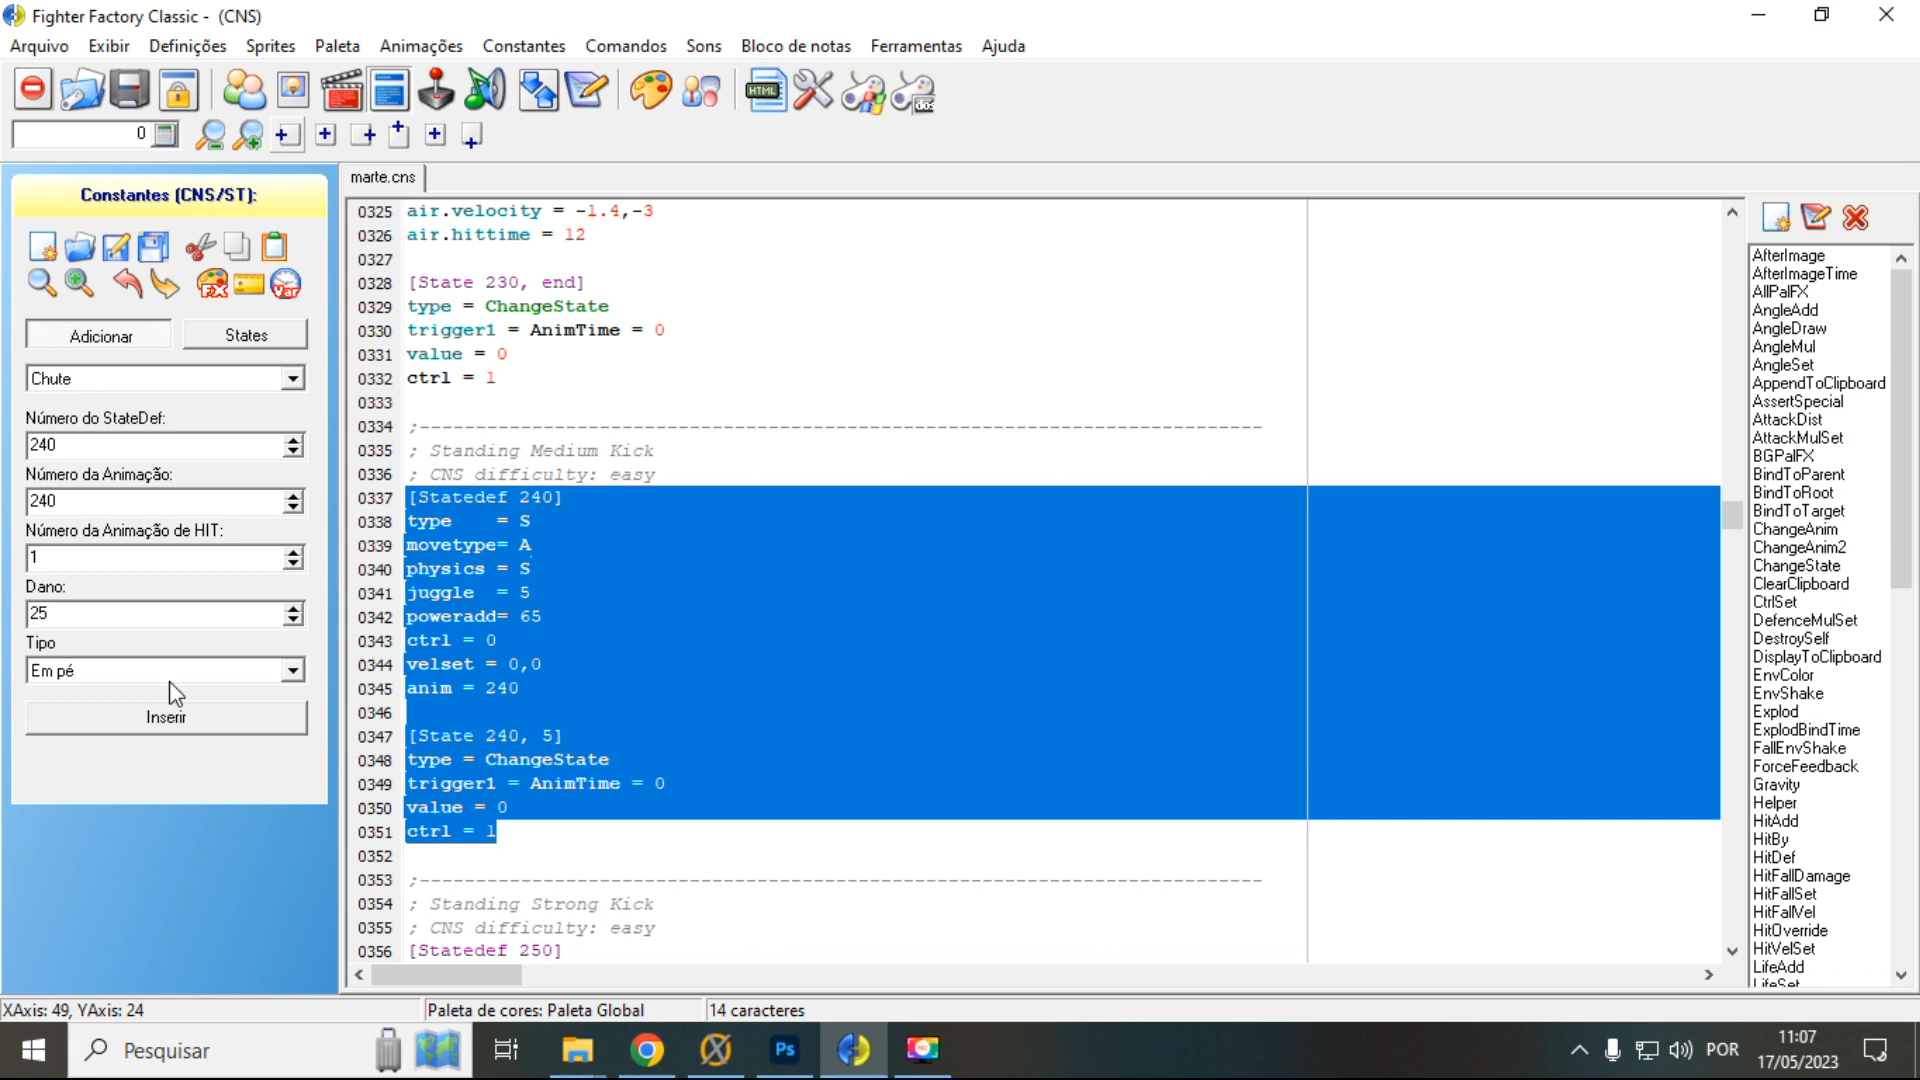 Fighter Factory Classic -  (CNS)
Arquivo Exibir Definições Sprites Paleta Animações Constantes Comandos Sons Bloco de notas Ferramentas Ajuda
HTML
dos
0
Constantes (CNS/ST):
FX
Var
Adicionar States
Chute
Número do StateDef:
240
Número da Animação:
240
Número da Animação de HIT:
1
Dano:
25
Tipo
Em pé
Inserir
marte.cns
0325 air.velocity = -1.4,-3
0326 air.hittime = 12
0327
0328 [State 230, end]
0329 type = ChangeState
0330 trigger1 = AnimTime = 0
0331 value = 0
0332 ctrl = 1
0333
0334 ;---------------------------------------------------------------------------
0335 ; Standing Medium Kick
0336 ; CNS difficulty: easy
0337 [Statedef 240]
0338 type    = S
0339 movetype= A
0340 physics = S
0341 juggle  = 5
0342 poweradd= 65
0343 ctrl = 0
0344 velset = 0,0
0345 anim = 240
0346
0347 [State 240, 5]
0348 type = ChangeState
0349 trigger1 = AnimTime = 0
0350 value = 0
0351 ctrl = 1
0352
0353 ;---------------------------------------------------------------------------
0354 ; Standing Strong Kick
0355 ; CNS difficulty: easy
0356 [Statedef 250]
AfterImage
AfterImageTime
AllPalFX
AngleAdd
AngleDraw
AngleMul
AngleSet
AppendToClipboard
AssertSpecial
AttackDist
AttackMulSet
BGPalFX
BindToParent
BindToRoot
BindToTarget
ChangeAnim
ChangeAnim2
ChangeState
ClearClipboard
CtrlSet
DefenceMulSet
DestroySelf
DisplayToClipboard
EnvColor
EnvShake
Explod
ExplodBindTime
FallEnvShake
ForceFeedback
Gravity
Helper
HitAdd
HitBy
HitDef
HitFallDamage
HitFallSet
HitFallVel
HitOverride
HitVelSet
LifeAdd
LifeSet
XAxis: 49, YAxis: 24 Paleta de cores: Paleta Global 14 caracteres
Pesquisar
Ps
POR
11:07
17/05/2023